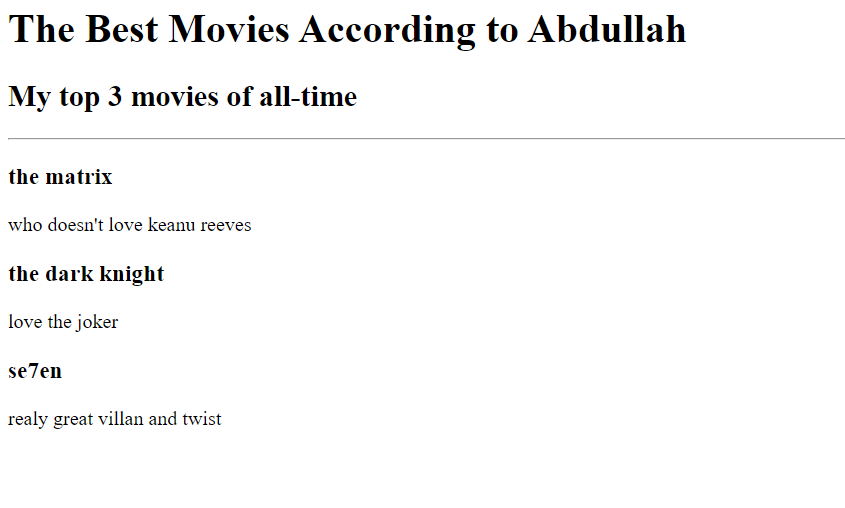 The Best Movies According to Abdullah
My top 3 movies of all-time
the matrix
who doesn't love keanu reeves
the dark knight
love the joker
se7en
realy great villan and twist